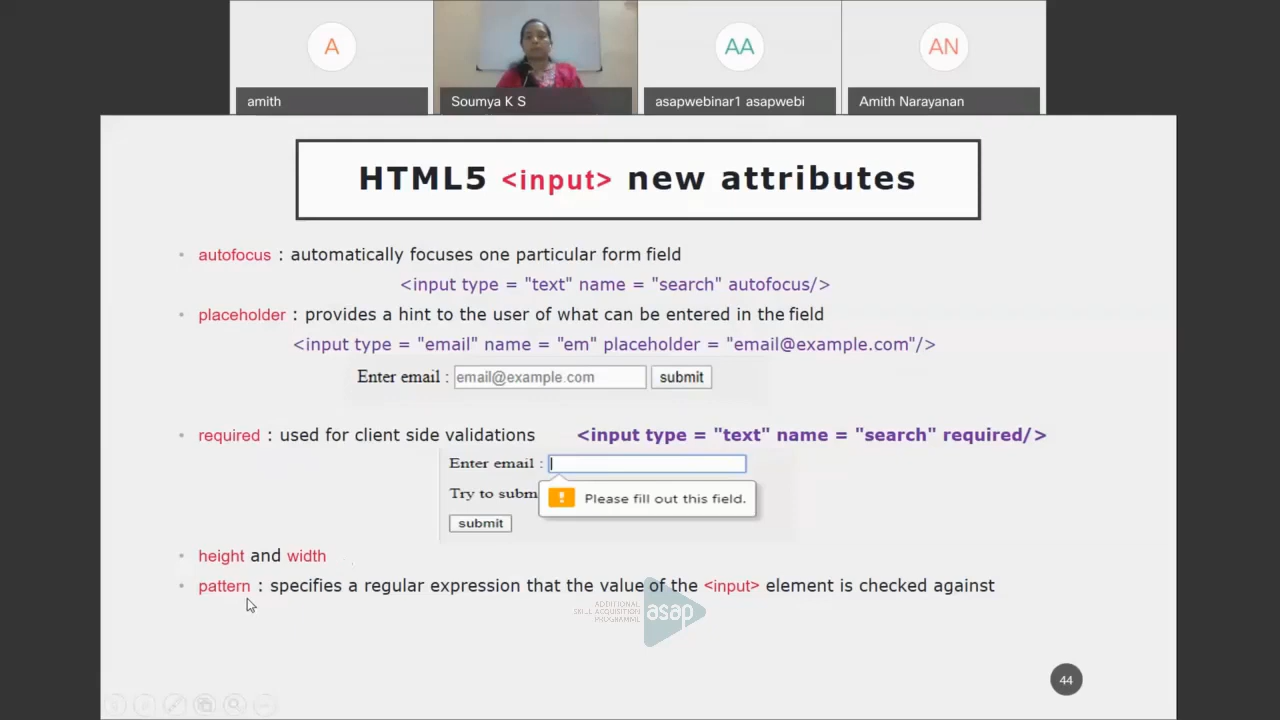 A
AA
AN
amith
Soumya K S
asapwebinar1 asapwebi
Amith Narayanan
HTML5 <input> new attributes
• autofocus : automatically focuses one particular form field
<input type = "text" name = "search" autofocus/>
• placeholder : provides a hint to the user of what can be entered in the field
<input type = "email" name = "em" placeholder = "email@example.com"/>
Enter email : email@example.com submit
• required : used for client side validations <input type = "text" name = "search" required/>
Enter email :
Try to subm
Please fill out this field.
submit
• height and width
• pattern : specifies a regular expression that the value of the <input> element is checked against
ADDITIONAL
SKILL ACQUISITION
PROGRAMME
asap
44